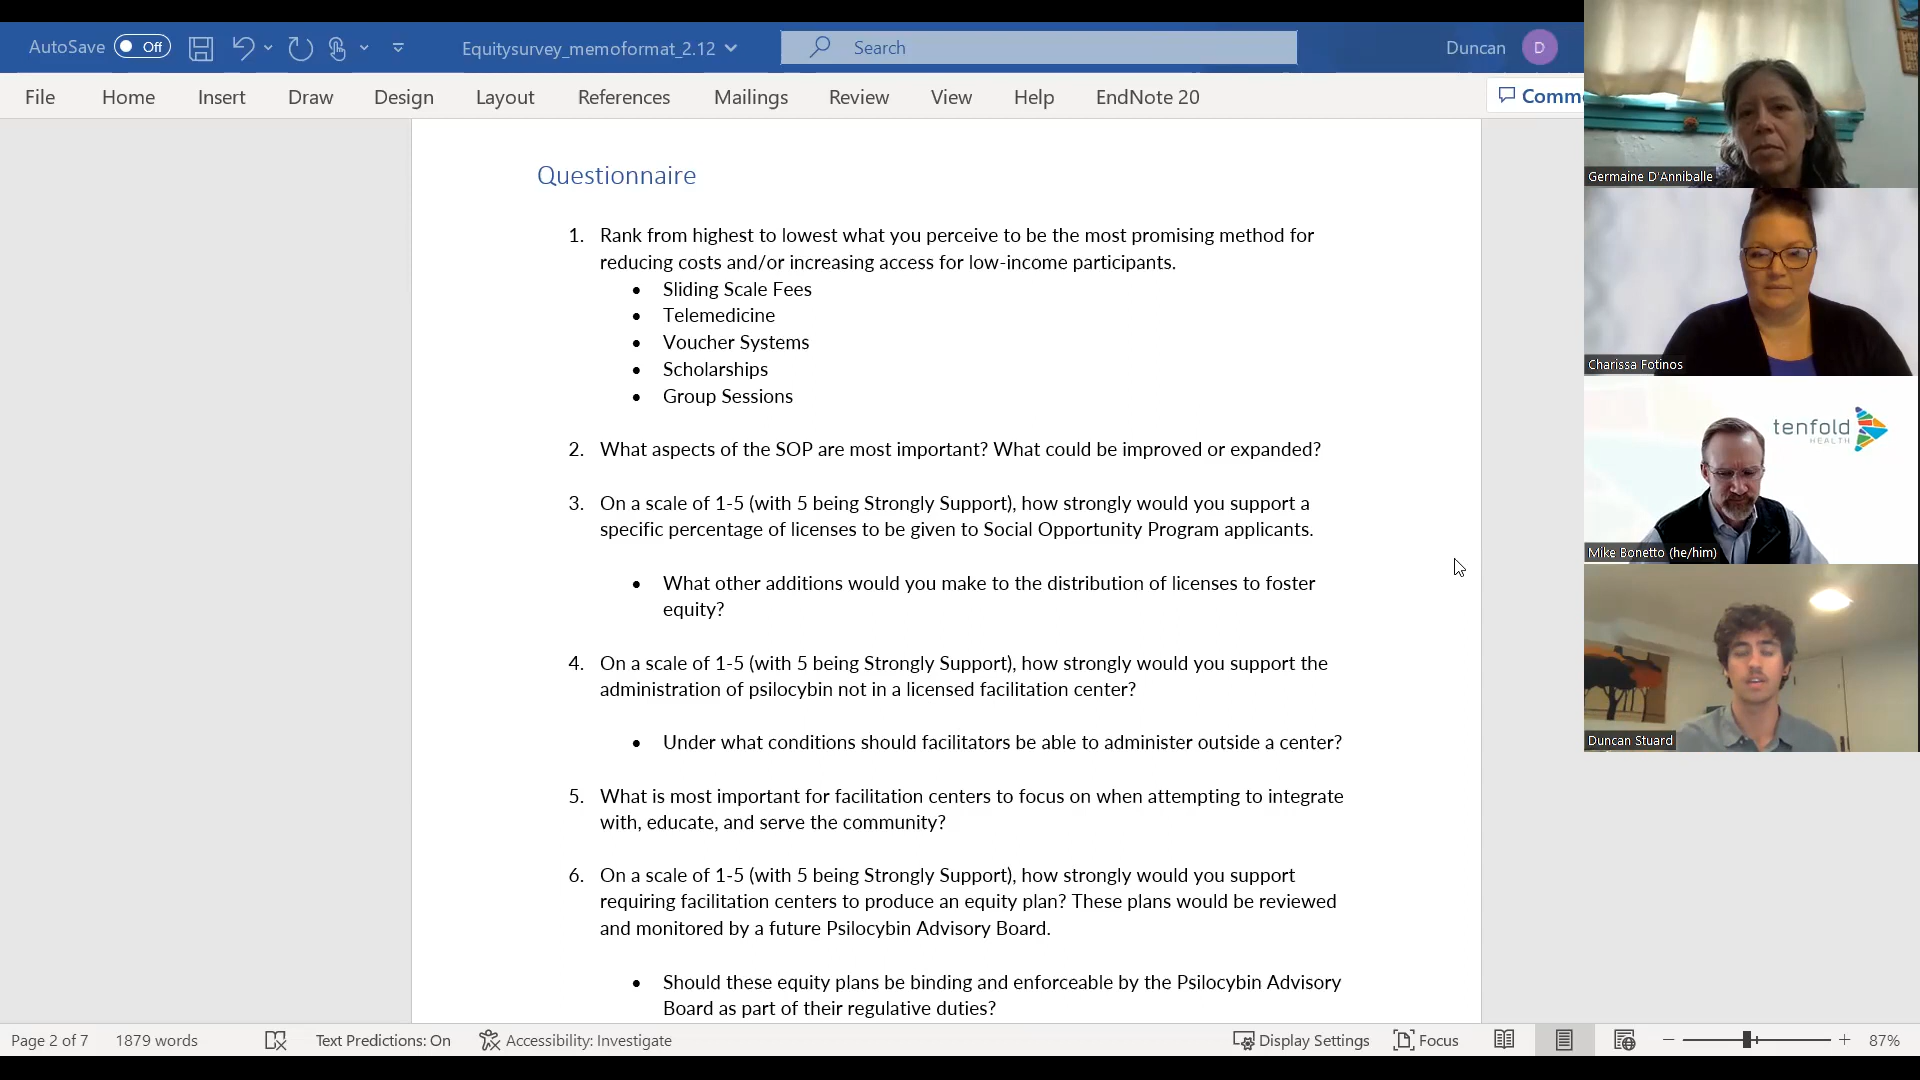 AutoSave Off
Equitysurvey_memoformat_2.12
Search
Duncan D
File Home Insert Draw Design Layout References Mailings Review View Help EndNote 20
Questionnaire
1. Rank from highest to lowest what you perceive to be the most promising method for
reducing costs and/or increasing access for low-income participants.
• Sliding Scale Fees
• Telemedicine
• Voucher Systems
• Scholarships
• Group Sessions
2. What aspects of the SOP are most important? What could be improved or expanded?
3. On a scale of 1-5 (with 5 being Strongly Support), how strongly would you support a
specific percentage of licenses to be given to Social Opportunity Program applicants.
• What other additions would you make to the distribution of licenses to foster
equity?
4. On a scale of 1-5 (with 5 being Strongly Support), how strongly would you support the
administration of psilocybin not in a licensed facilitation center?
• Under what conditions should facilitators be able to administer outside a center?
5. What is most important for facilitation centers to focus on when attempting to integrate
with, educate, and serve the community?
6. On a scale of 1-5 (with 5 being Strongly Support), how strongly would you support
requiring facilitation centers to produce an equity plan? These plans would be reviewed
and monitored by a future Psilocybin Advisory Board.
• Should these equity plans be binding and enforceable by the Psilocybin Advisory
Board as part of their regulative duties?
Page 2 of 7 1879 words Text Predictions: On Accessibility: Investigate Display Settings Focus 87%
Comm
Germaine D'Anniballe
Charissa Fotinos
tenfold
HEALTH
Mike Bonetto (he/him)
Duncan Stuard